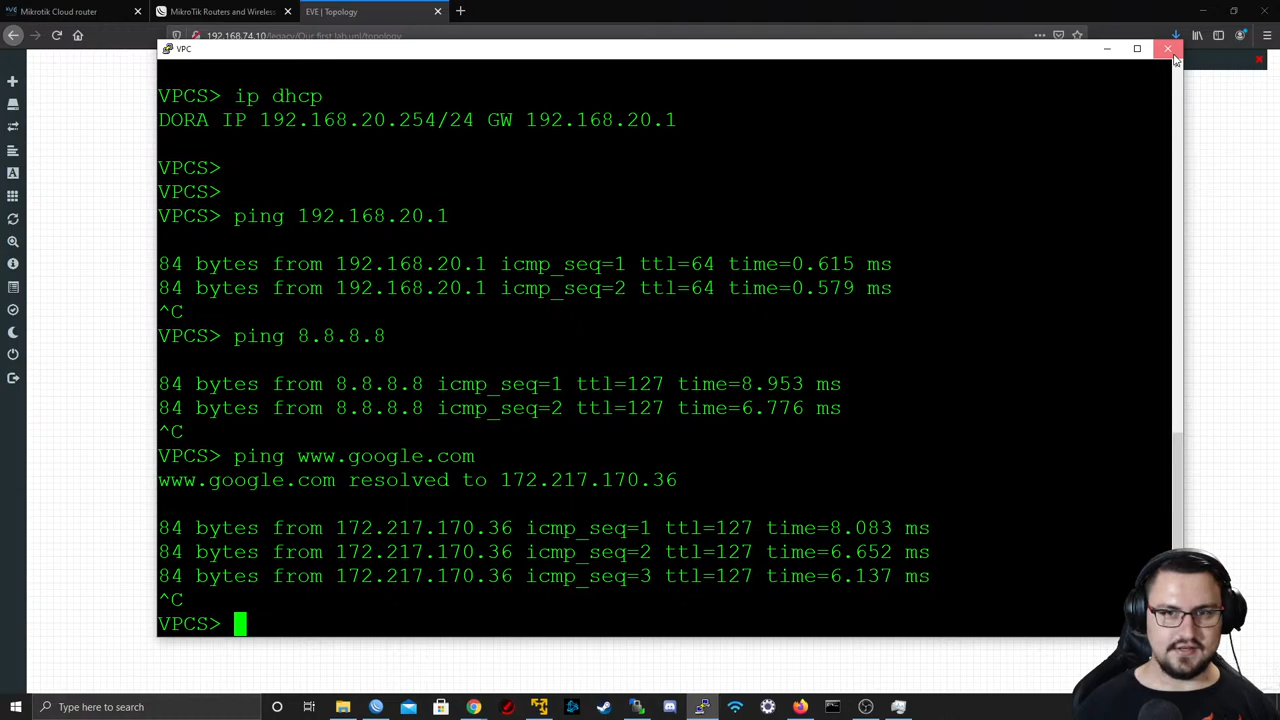 Mikrotik Cloud router
MikroTik Routers and Wireless
EVE | Topology
192.168.74.10/legacy/Our first lab.unl/topology
VPC
VPCS> ip dhcp
DORA IP 192.168.20.254/24 GW 192.168.20.1
VPCS>
VPCS>
VPCS> ping 192.168.20.1
84 bytes from 192.168.20.1 icmp_seq=1 ttl=64 time=0.615 ms
84 bytes from 192.168.20.1 icmp_seq=2 ttl=64 time=0.579 ms
^C
VPCS> ping 8.8.8.8
84 bytes from 8.8.8.8 icmp_seq=1 ttl=127 time=8.953 ms
84 bytes from 8.8.8.8 icmp_seq=2 ttl=127 time=6.776 ms
^C
VPCS> ping www.google.com
www.google.com resolved to 172.217.170.36
84 bytes from 172.217.170.36 icmp_seq=1 ttl=127 time=8.083 ms
84 bytes from 172.217.170.36 icmp_seq=2 ttl=127 time=6.652 ms
84 bytes from 172.217.170.36 icmp_seq=3 ttl=127 time=6.137 ms
^C
VPCS>
Type here to search